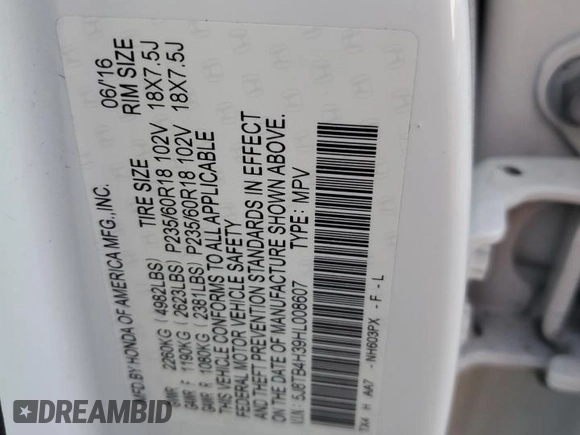 MFD.BY HONDA OF AMERICA MFG.,INC. 06/'16
TIRE SIZE RIM SIZE
GVWR 2260KG (4982LBS)
GAWR F 1190KG (2623LBS) P235/60R18 102V 18X7.5J
GAWR R 1080KG (2381LBS) P235/60R18 102V 18X7.5J
THIS VEHICLE CONFORMS TO ALL APPLICABLE
FEDERAL MOTOR VEHICLE SAFETY
AND THEFT PREVENTION STANDARDS IN EFFECT
ON THE DATE OF MANUFACTURE SHOWN ABOVE.
V.I.N: 5J8TB4H39HL008607 TYPE: MPV
TX4 H AA7 -NH603PX -F -L
DREAMBID